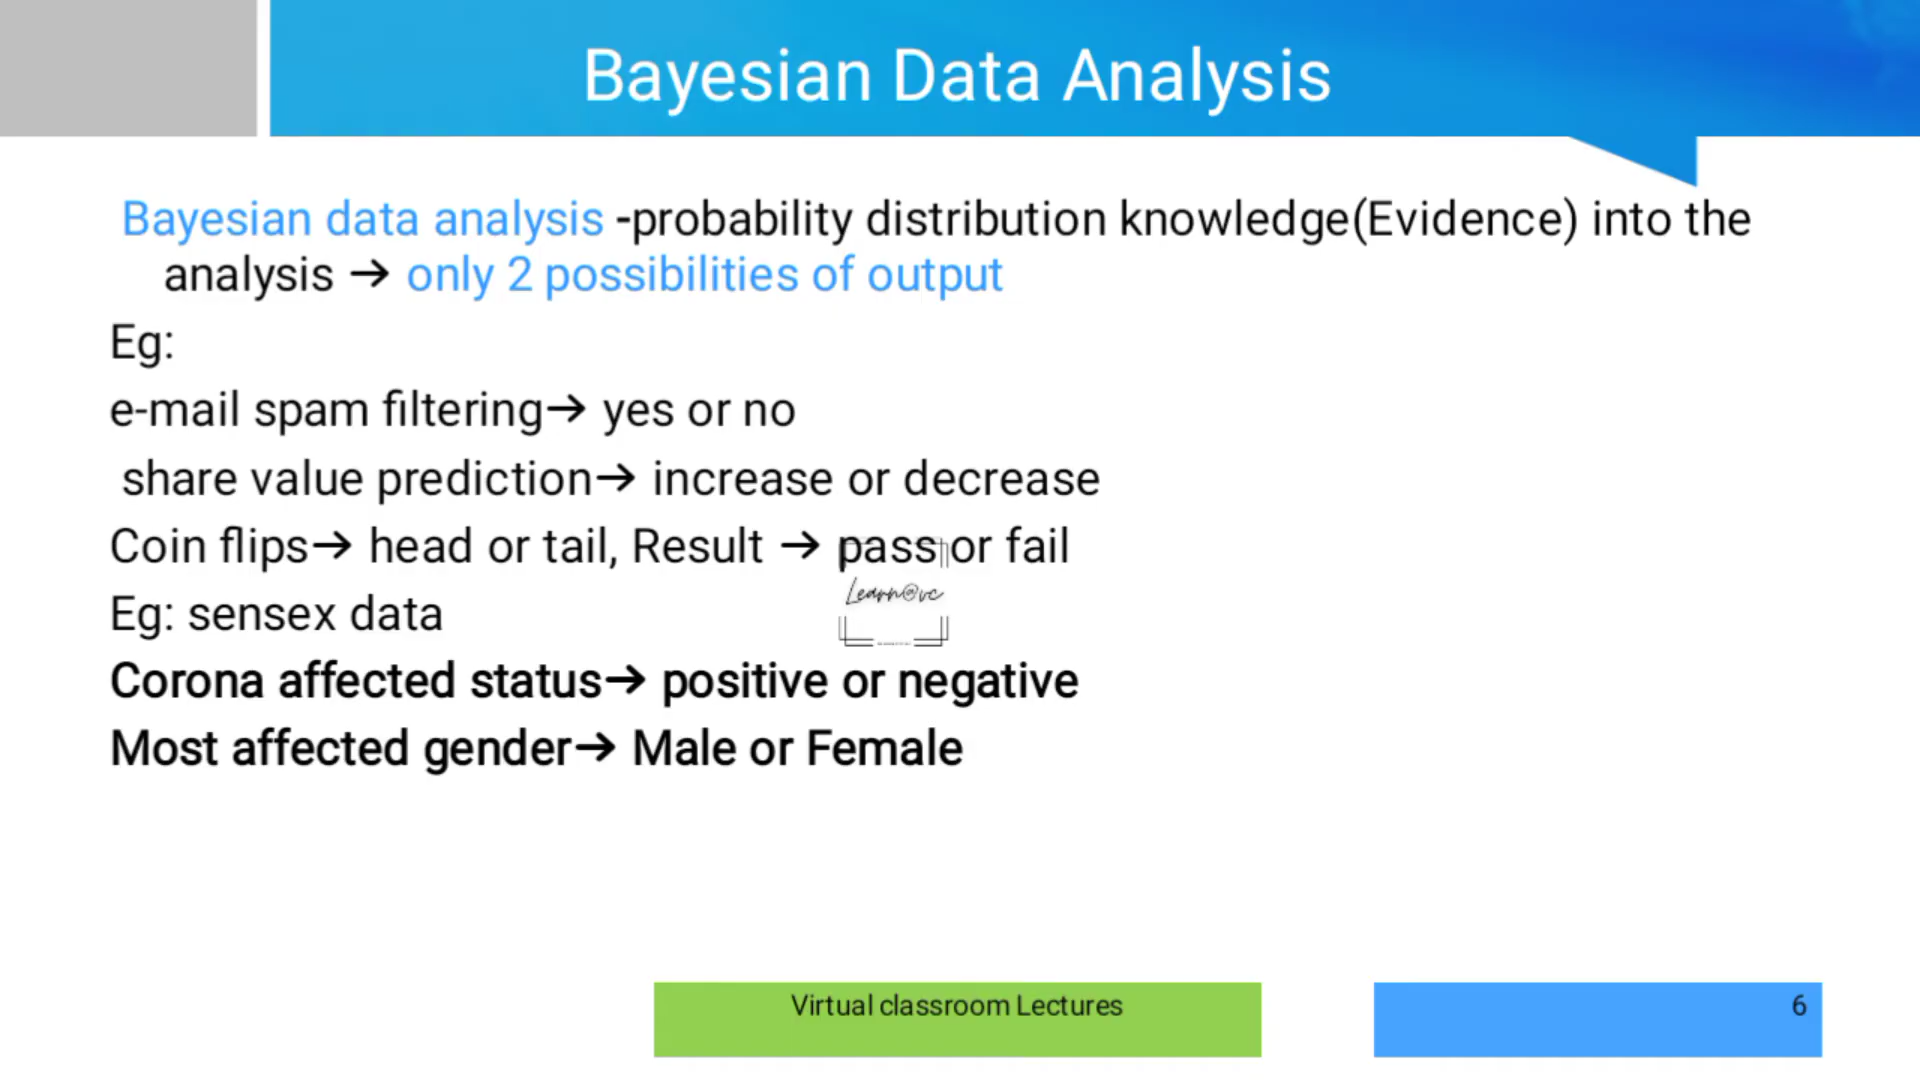 Bayesian Data Analysis
Bayesian data analysis -probability distribution knowledge(Evidence) into the
analysis → only 2 possibilities of output
Eg:
e-mail spam filtering→ yes or no
share value prediction→ increase or decrease
Coin flips→ head or tail, Result → pass or fail
Learn@vc
Eg: sensex data
Corona affected status→ positive or negative
Most affected gender→ Male or Female
Virtual classroom Lectures
6